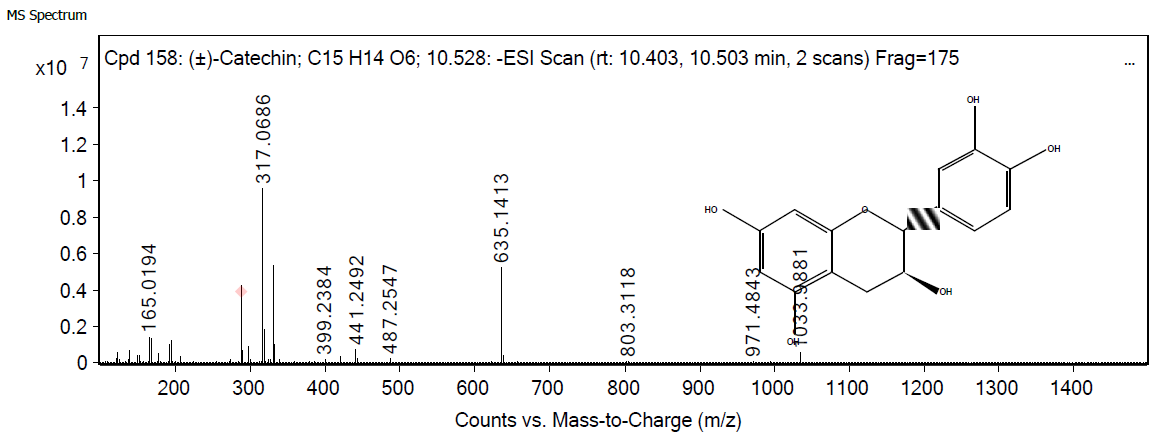 MS Spectrum
Cpd 158: (±)-Catechin; C15 H14 O6; 10.528: -ESI Scan (rt: 10.403, 10.503 min, 2 scans) Frag=175 ...
x10 7
1.4
1.2
1
0.8
0.6
0.4
0.2
0
165.0194
317.0686
399.2384
441.2492
487.2547
635.1413
803.3118
971.4843
OH
OH
HO
O
OH
OH
200 300 400 500 600 700 800 900 1000 1100 1200 1300 1400
Counts vs. Mass-to-Charge (m/z)